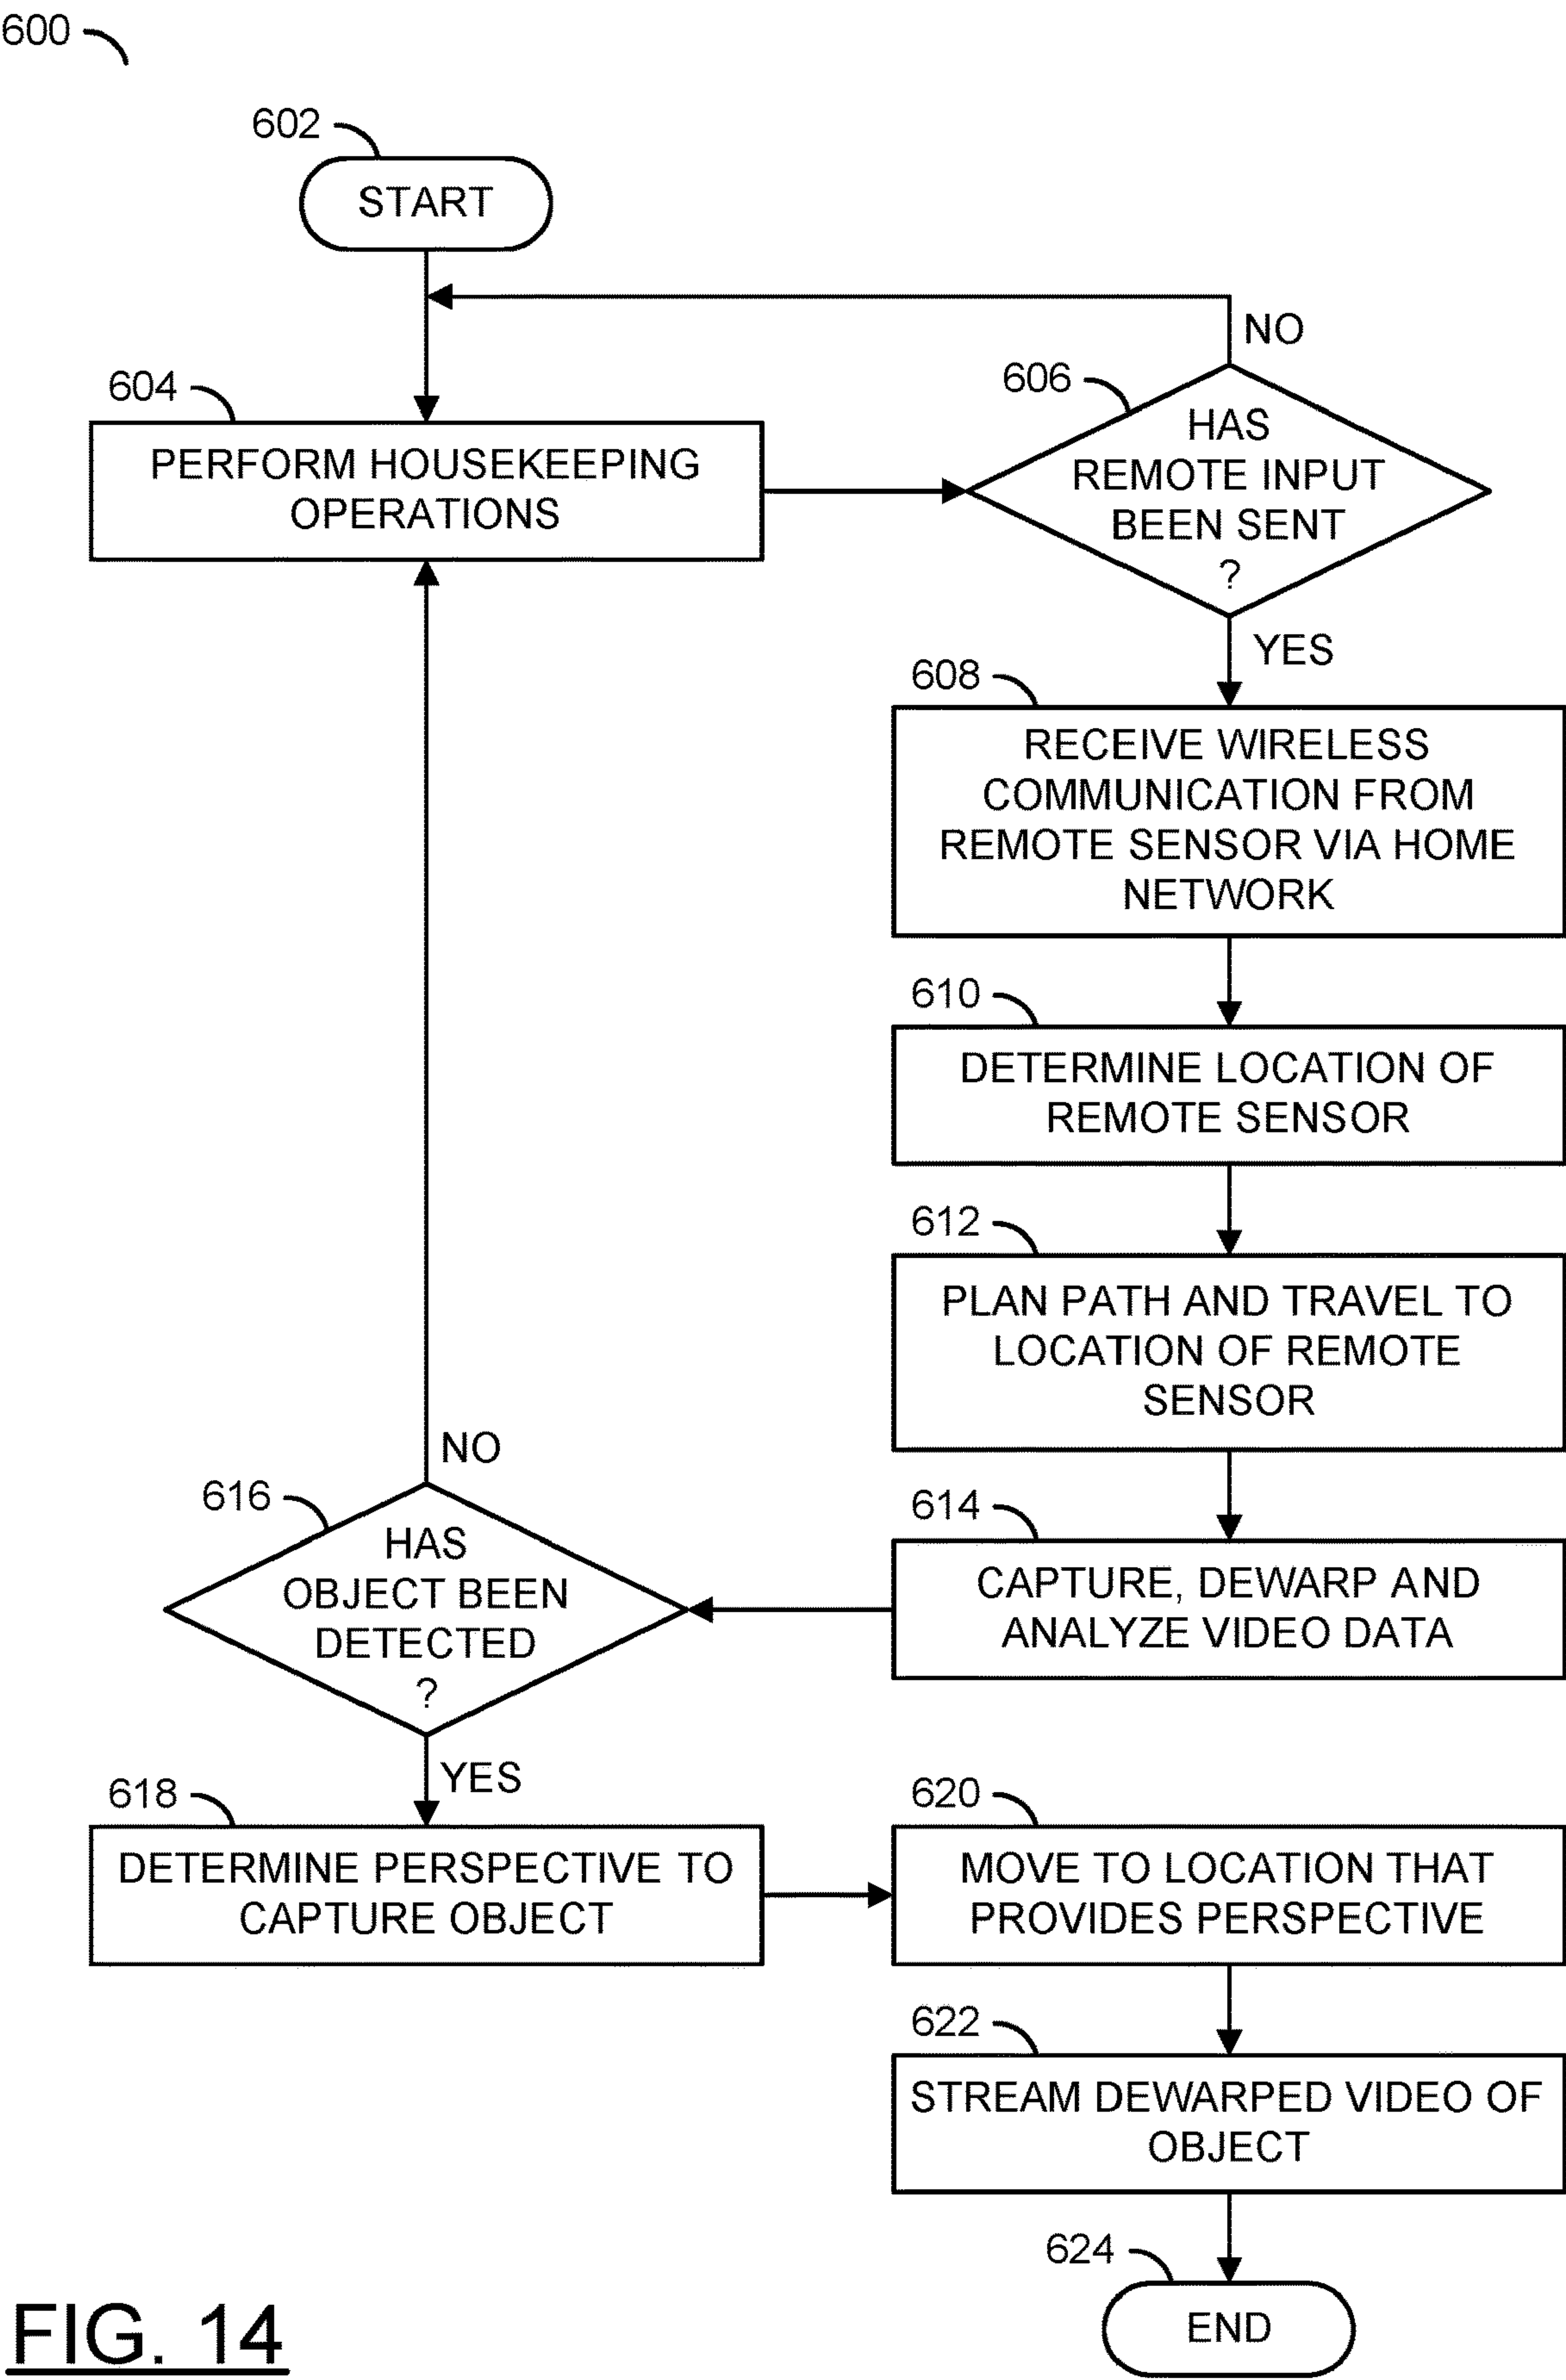 600
602
START
NO
604
PERFORM HOUSEKEEPING
OPERATIONS
606
HAS
REMOTE INPUT
BEEN SENT
?
YES
608
RECEIVE WIRELESS
COMMUNICATION FROM
REMOTE SENSOR VIA HOME
NETWORK
610
DETERMINE LOCATION OF
REMOTE SENSOR
612
PLAN PATH AND TRAVEL TO
LOCATION OF REMOTE
SENSOR
614
CAPTURE, DEWARP AND
ANALYZE VIDEO DATA
NO
616
HAS
OBJECT BEEN
DETECTED
?
YES
618
DETERMINE PERSPECTIVE TO
CAPTURE OBJECT
620
MOVE TO LOCATION THAT
PROVIDES PERSPECTIVE
622
STREAM DEWARPED VIDEO OF
OBJECT
624
END
FIG. 14